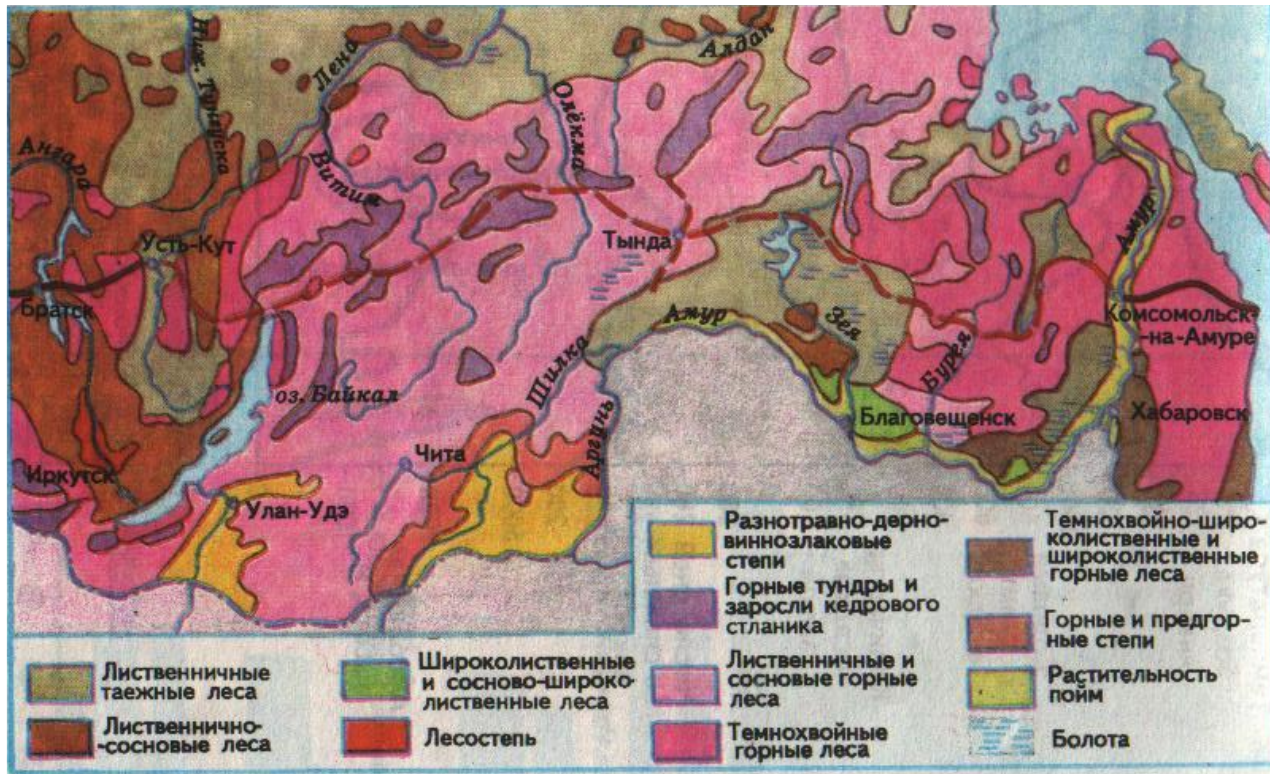 Ниж. Тунгуска
Лена
Алдан
Олёкма
Ангара
Витим
Усть-Кут
Тында
Амур
Братск
Амур
Зея
Комсомольск-
-на-Амуре
Шилка
Бурея
оз. Байкал
Аргунь
Благовещенск
Хабаровск
Чита
Иркутск
Улан-Удэ
Разнотравно-дерно-
виннозлаковые
степи
Горные тундры и
заросли кедрового
стланика
Лиственничные и
сосновые горные
леса
Темнохвойные
горные леса
Темнохвойно-широ-
колиственные и
широколиственные
горные леса
Горные и предгор-
ные степи
Растительность
пойм
Болота
Лиственничные
таежные леса
Лиственнично-
-сосновые леса
Широколиственные
и сосново-широко-
лиственные леса
Лесостепь